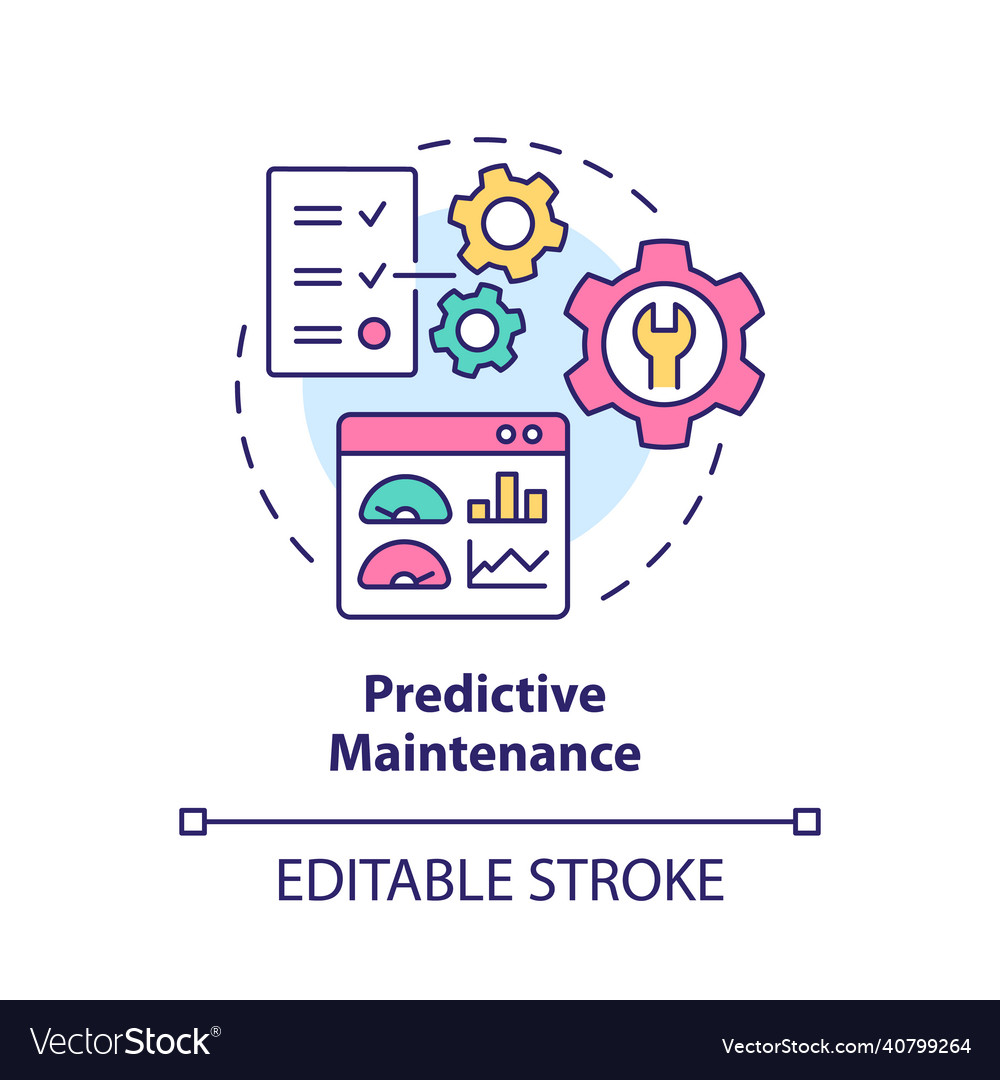 Predictive
Maintenance
EDITABLE STROKE
VectorStock®
VectorStock.com/40799264